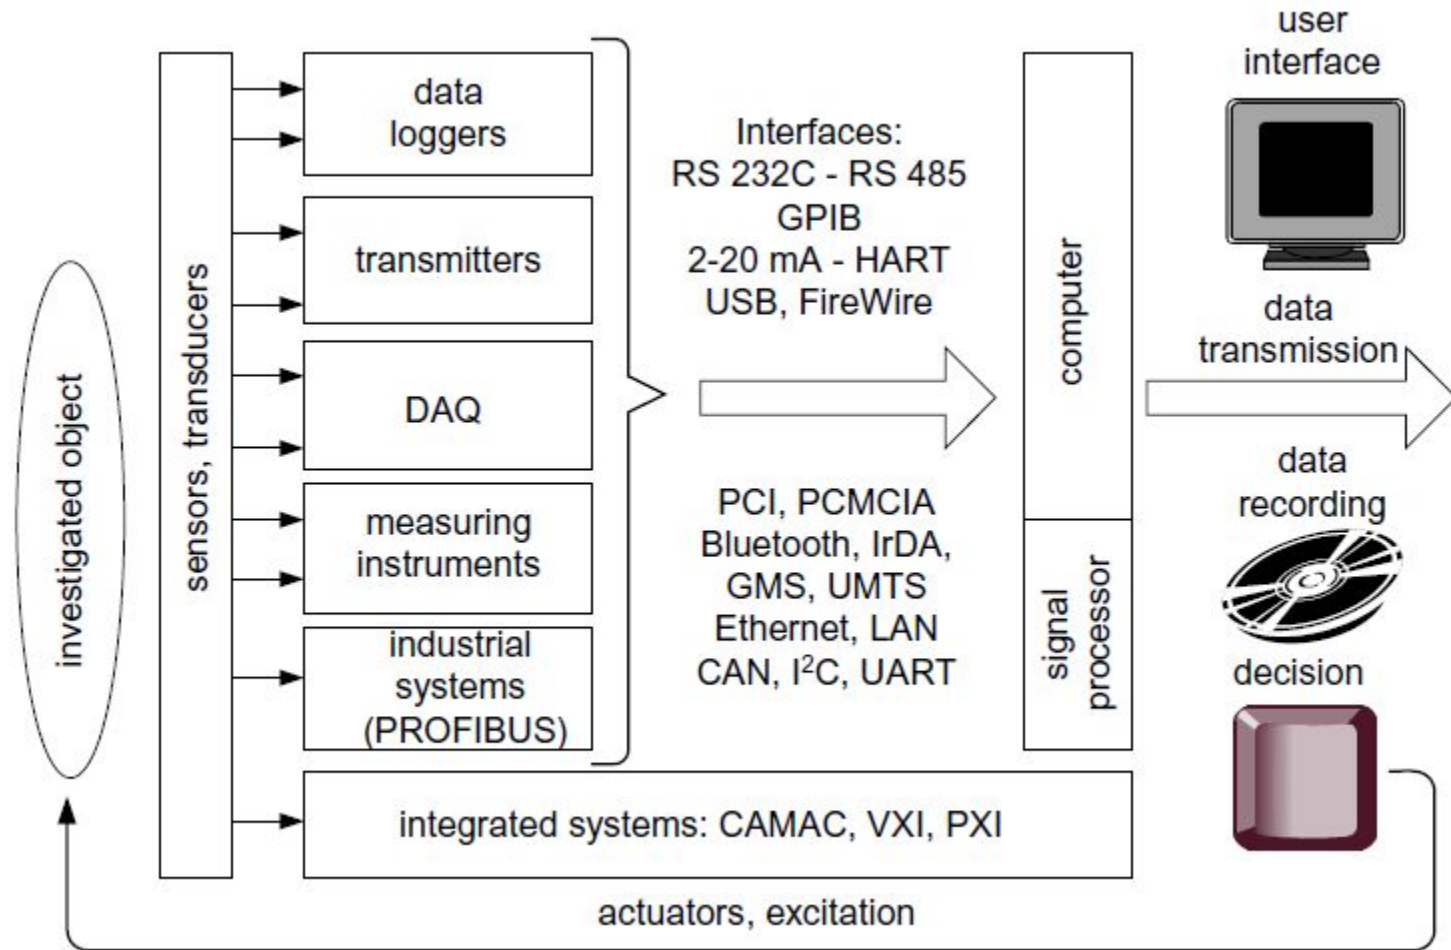 investigated object
sensors, transducers
data
loggers
transmitters
DAQ
measuring
instruments
industrial
systems
(PROFIBUS)
integrated systems: CAMAC, VXI, PXI
Interfaces:
RS 232C - RS 485
GPIB
2-20 mA - HART
USB, FireWire
PCI, PCMCIA
Bluetooth, IrDA,
GMS, UMTS
Ethernet, LAN
CAN, I²C, UART
computer
signal
processor
user
interface
data
transmission
data
recording
decision
actuators, excitation